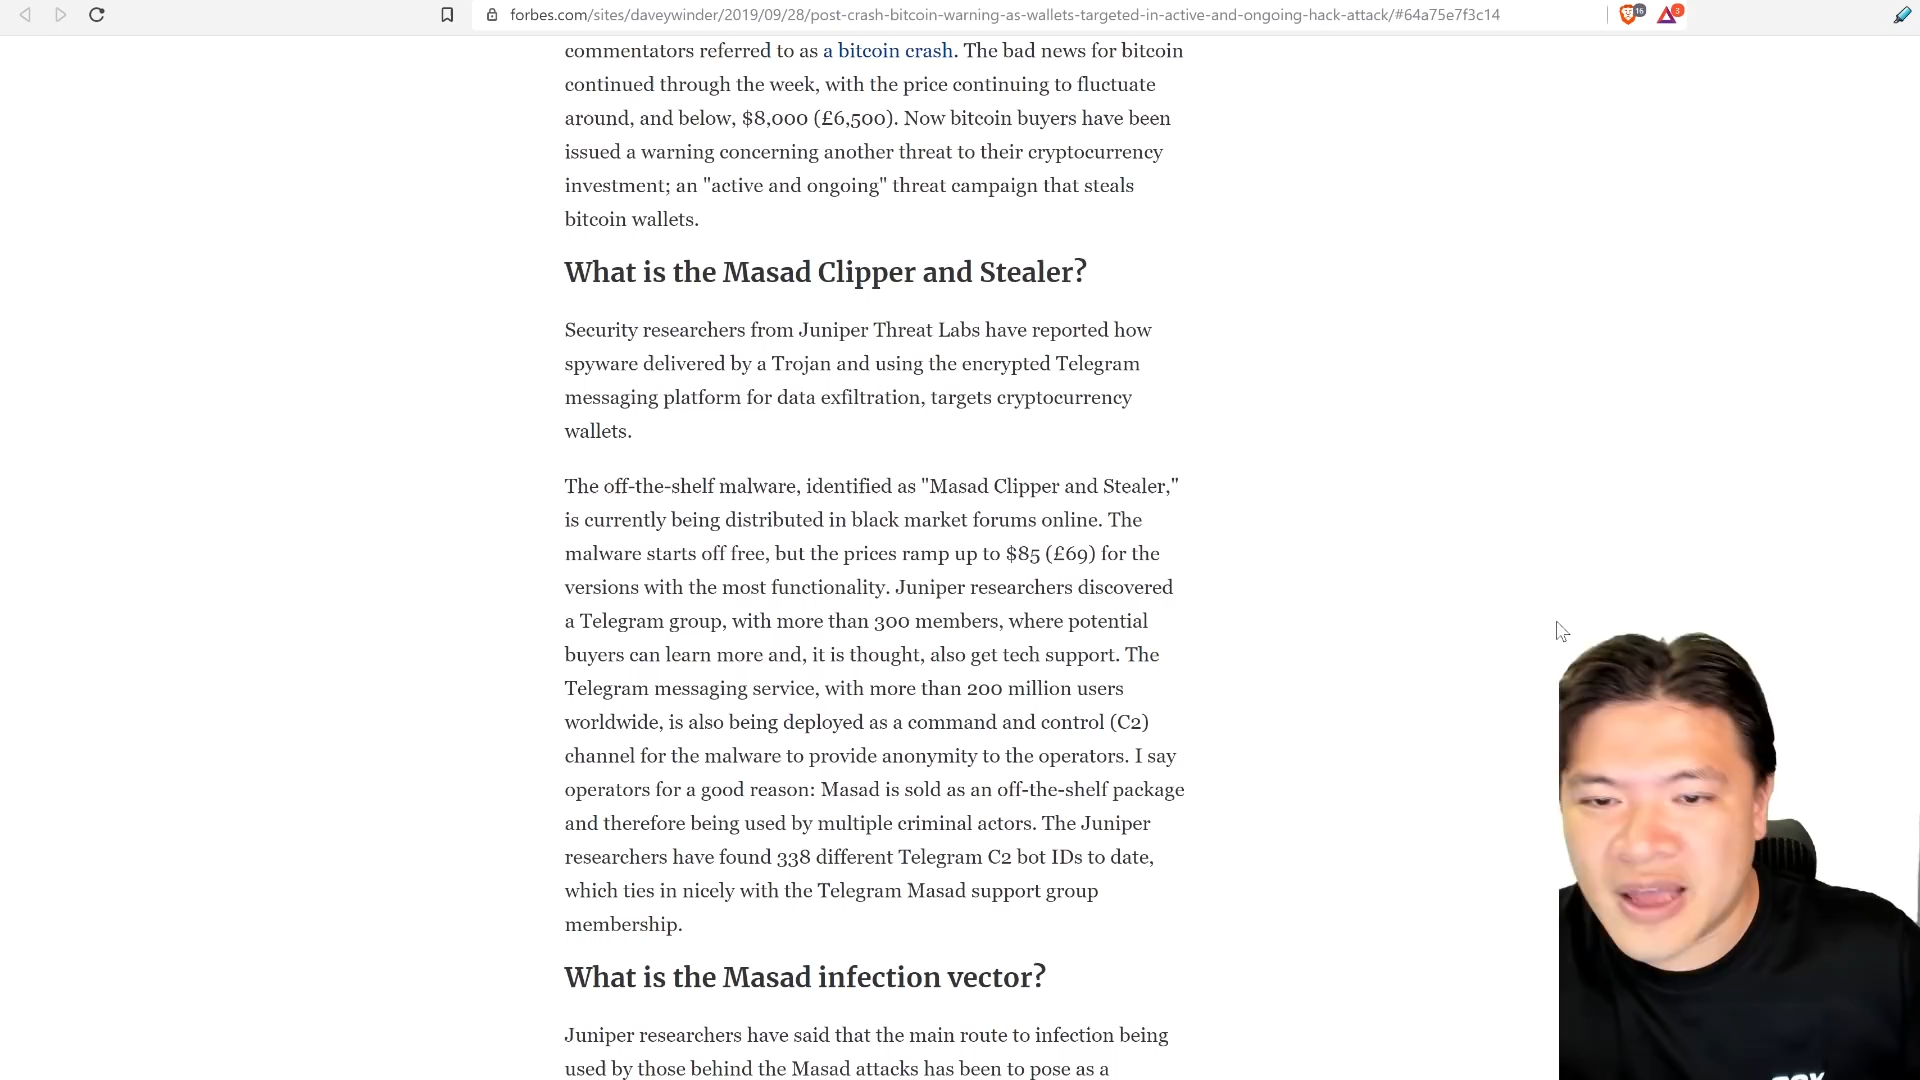 forbes.com/sites/daveywinder/2019/09/28/post-crash-bitcoin-warning-as-wallets-targeted-in-active-and-ongoing-hack-attack/#64a75e7f3c14
16
3
commentators referred to as a bitcoin crash. The bad news for bitcoin
continued through the week, with the price continuing to fluctuate
around, and below, $8,000 (£6,500). Now bitcoin buyers have been
issued a warning concerning another threat to their cryptocurrency
investment; an "active and ongoing" threat campaign that steals
bitcoin wallets.
What is the Masad Clipper and Stealer?
Security researchers from Juniper Threat Labs have reported how
spyware delivered by a Trojan and using the encrypted Telegram
messaging platform for data exfiltration, targets cryptocurrency
wallets.
The off-the-shelf malware, identified as "Masad Clipper and Stealer,"
is currently being distributed in black market forums online. The
malware starts off free, but the prices ramp up to $85 (£69) for the
versions with the most functionality. Juniper researchers discovered
a Telegram group, with more than 300 members, where potential
buyers can learn more and, it is thought, also get tech support. The
Telegram messaging service, with more than 200 million users
worldwide, is also being deployed as a command and control (C2)
channel for the malware to provide anonymity to the operators. I say
operators for a good reason: Masad is sold as an off-the-shelf package
and therefore being used by multiple criminal actors. The Juniper
researchers have found 338 different Telegram C2 bot IDs to date,
which ties in nicely with the Telegram Masad support group
membership.
What is the Masad infection vector?
Juniper researchers have said that the main route to infection being
used by those behind the Masad attacks has been to pose as a